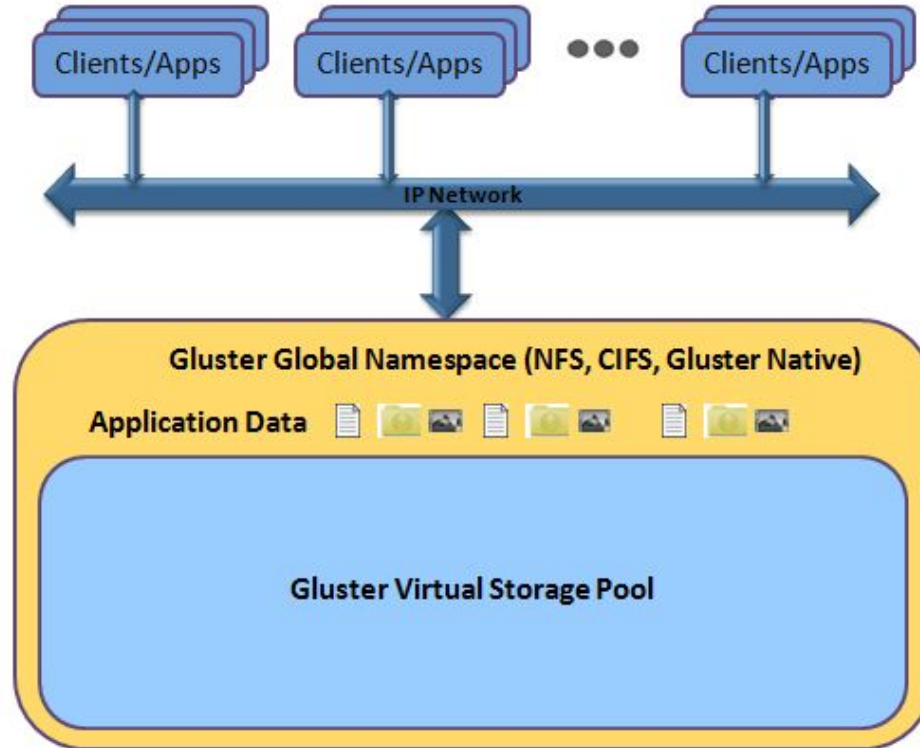 Clients/Apps
Clients/Apps
Clients/Apps
IP Network
Gluster Global Namespace (NFS, CIFS, Gluster Native)
Application Data
Gluster Virtual Storage Pool